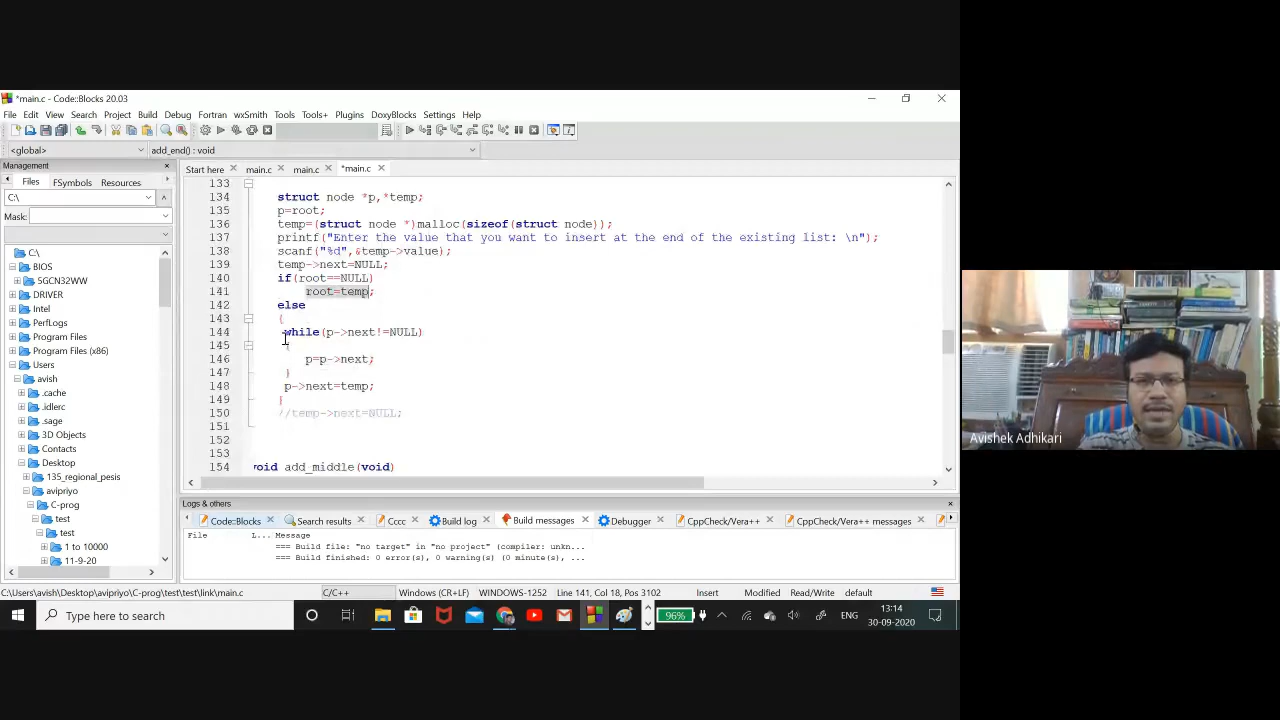 *main.c - Code::Blocks 20.03
File Edit View Search Project Build Debug Fortran wxSmith Tools Tools+ Plugins DoxyBlocks Settings Help
<global> add_end() : void
Management
Files FSymbols Resources
C:\
Mask:
C:\
BIOS
5GCN32WW
DRIVER
Intel
PerfLogs
Program Files
Program Files (x86)
Users
avish
.cache
.idlerc
.sage
3D Objects
Contacts
Desktop
135_regional_pesis
avipriyo
C-prog
test
test
1 to 10000
11-9-20
Start here main.c main.c *main.c
133
134 struct node *p,*temp;
135 p=root;
136 temp=(struct node *)malloc(sizeof(struct node));
137 printf("Enter the value that you want to insert at the end of the existing list: \n");
138 scanf("%d",&temp->value);
139 temp->next=NULL;
140 if(root==NULL)
141 root=temp;
142 else
143 {
144 while(p->next!=NULL)
145 {
146 p=p->next;
147 }
148 p->next=temp;
149 }
150 //temp->next=NULL;
151
152
153
154 void add_middle(void)
Logs & others
Code::Blocks Search results Cccc Build log Build messages Debugger CppCheck/Vera++ CppCheck/Vera++ messages
File L... Message
=== Build file: "no target" in "no project" (compiler: unkn...
=== Build finished: 0 error(s), 0 warning(s) (0 minute(s), ...
C:\Users\avish\Desktop\avipriyo\C-prog\test\test\link\main.c C/C++ Windows (CR+LF) WINDOWS-1252 Line 141, Col 18, Pos 3102 Insert Modified Read/Write default
Type here to search
96%
ENG
13:14
30-09-2020
Avishek Adhikari